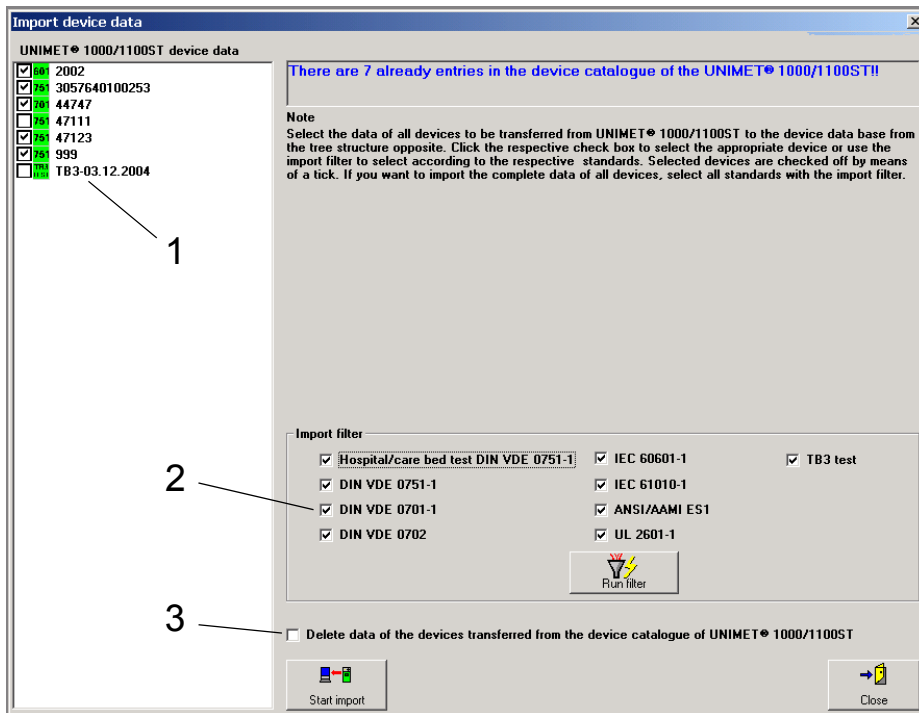 Import device data
UNIMET® 1000/1100ST device data
601 2002
751 3057640100253
701 44747
751 47111
751 47123
751 999
TB3 TEST TB3-03.12.2004
1
There are 7 already entries in the device catalogue of the UNIMET® 1000/1100ST!!
Note
Select the data of all devices to be transferred from UNIMET® 1000/1100ST to the device data base from
the tree structure opposite. Click the respective check box to select the appropriate device or use the
import filter to select according to the respective standards. Selected devices are checked off by means
of a tick. If you want to import the complete data of all devices, select all standards with the import filter.
Import filter
Hospital/care bed test DIN VDE 0751-1
IEC 60601-1
TB3 test
2
DIN VDE 0751-1
IEC 61010-1
DIN VDE 0701-1
ANSI/AAMI ES1
DIN VDE 0702
UL 2601-1
Run filter
3
Delete data of the devices transferred from the device catalogue of UNIMET® 1000/1100ST
Start import
Close